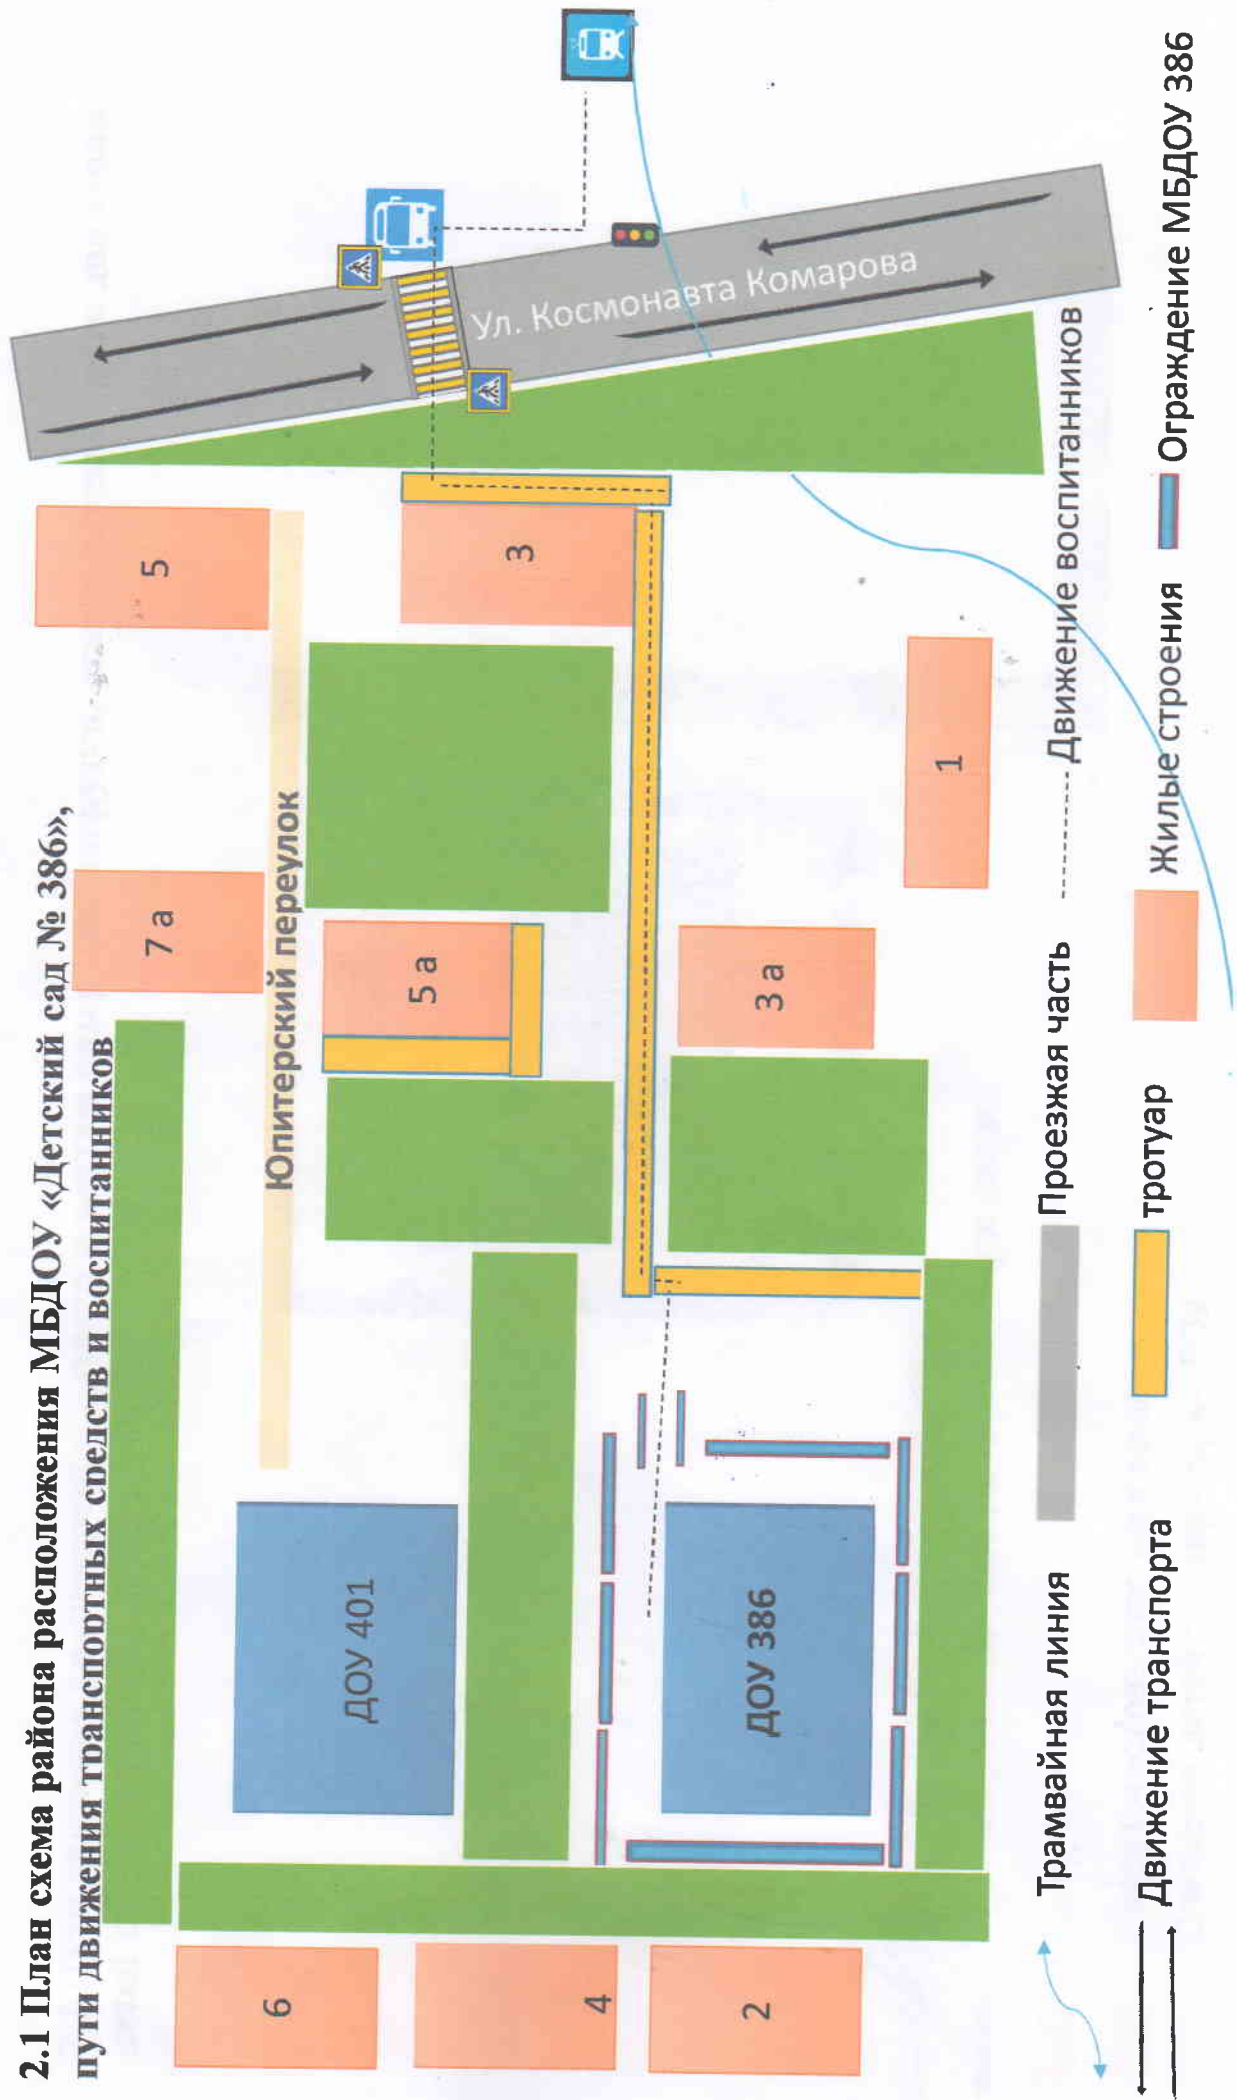 2.1 План схема района расположения МБДОУ «Детский сад № 386»,
пути движения транспортных средств и воспитанников
6
4
2
ДОУ 401
ДОУ 386
7 а
5
Юпитерский переулок
5 а
3
3 а
1
Ул. Космонавта Комарова
Трамвайная линия
Проезжая часть
Движение воспитанников
Движение транспорта
тротуар
Жилые строения
Ограждение МБДОУ 386